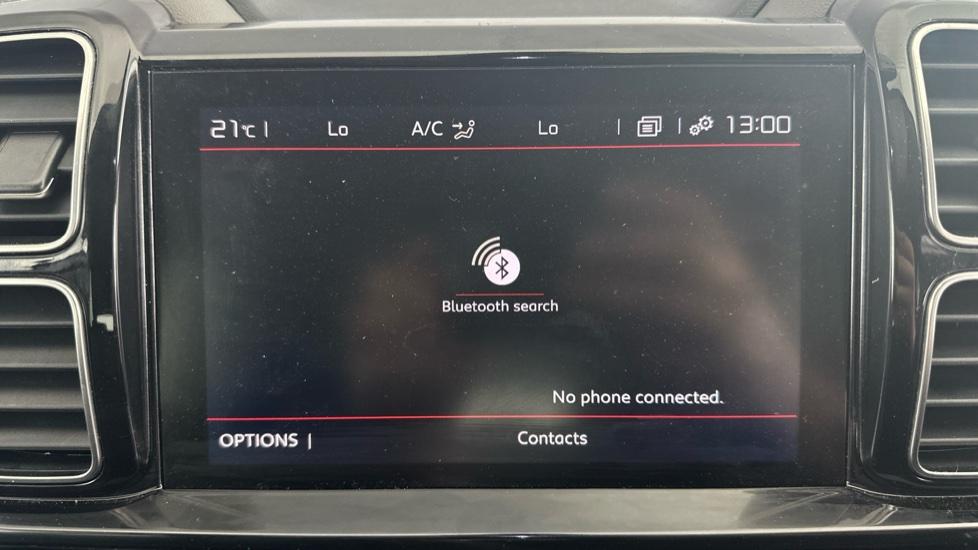 21°C Lo A/C Lo 13:00
Bluetooth search
No phone connected.
OPTIONS Contacts